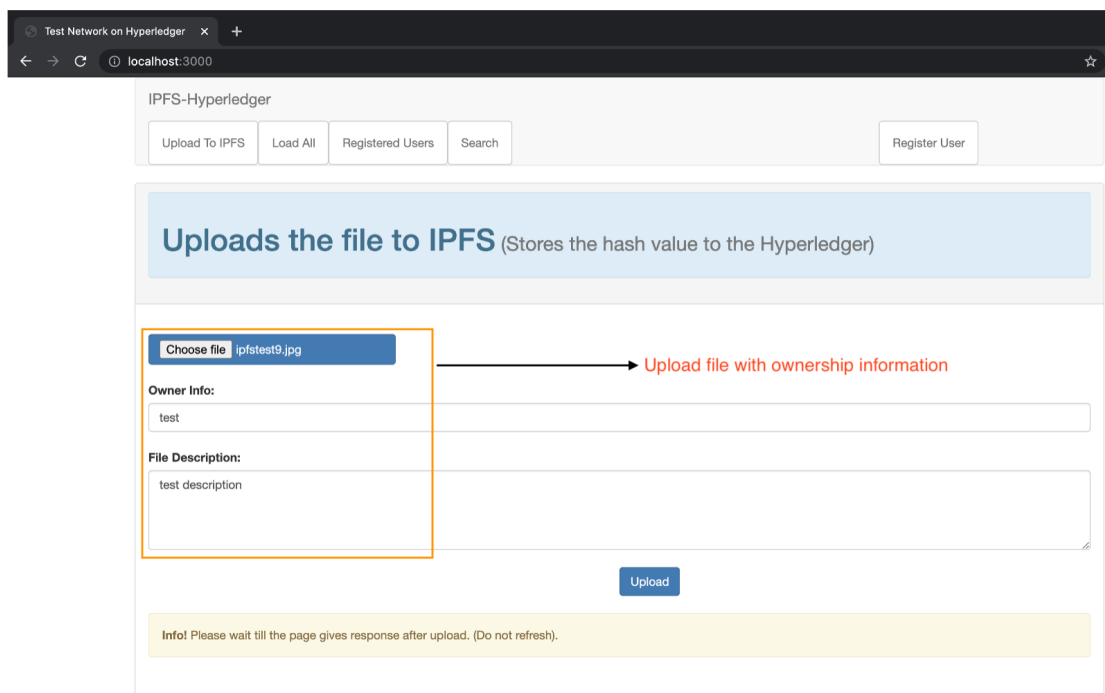 Test Network on Hyperledger
localhost:3000
IPFS-Hyperledger
Upload To IPFS Load All Registered Users Search Register User
Uploads the file to IPFS (Stores the hash value to the Hyperledger)
Choose file ipfstest9.jpg
Upload file with ownership information
Owner Info:
test
File Description:
test description
Upload
Info! Please wait till the page gives response after upload. (Do not refresh).